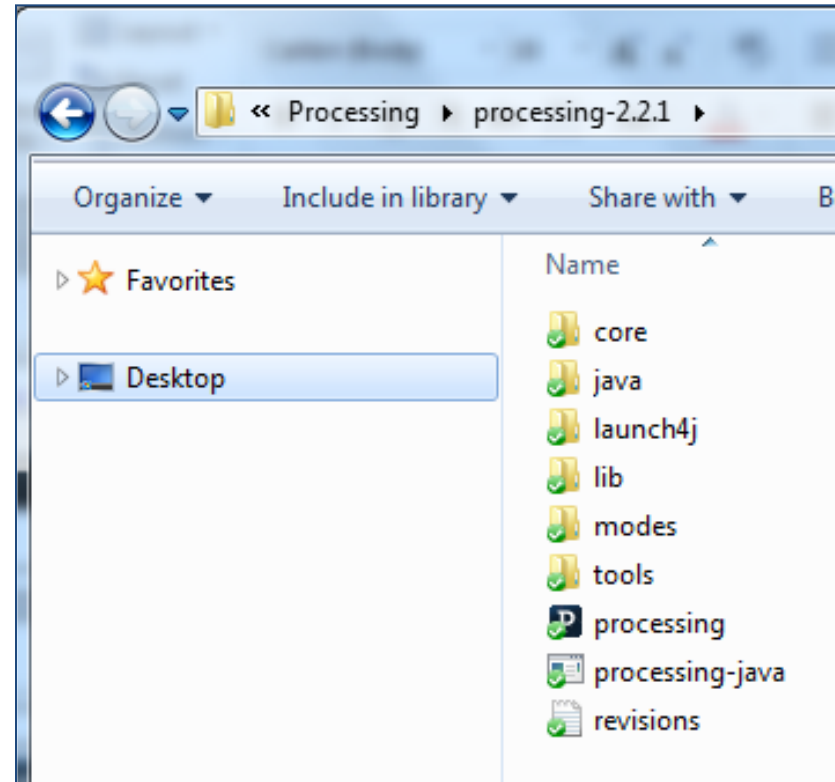 « Processing processing-2.2.1
Organize Include in library Share with B
Name
Favorites
Desktop
core
java
launch4j
lib
modes
tools
processing
processing-java
revisions